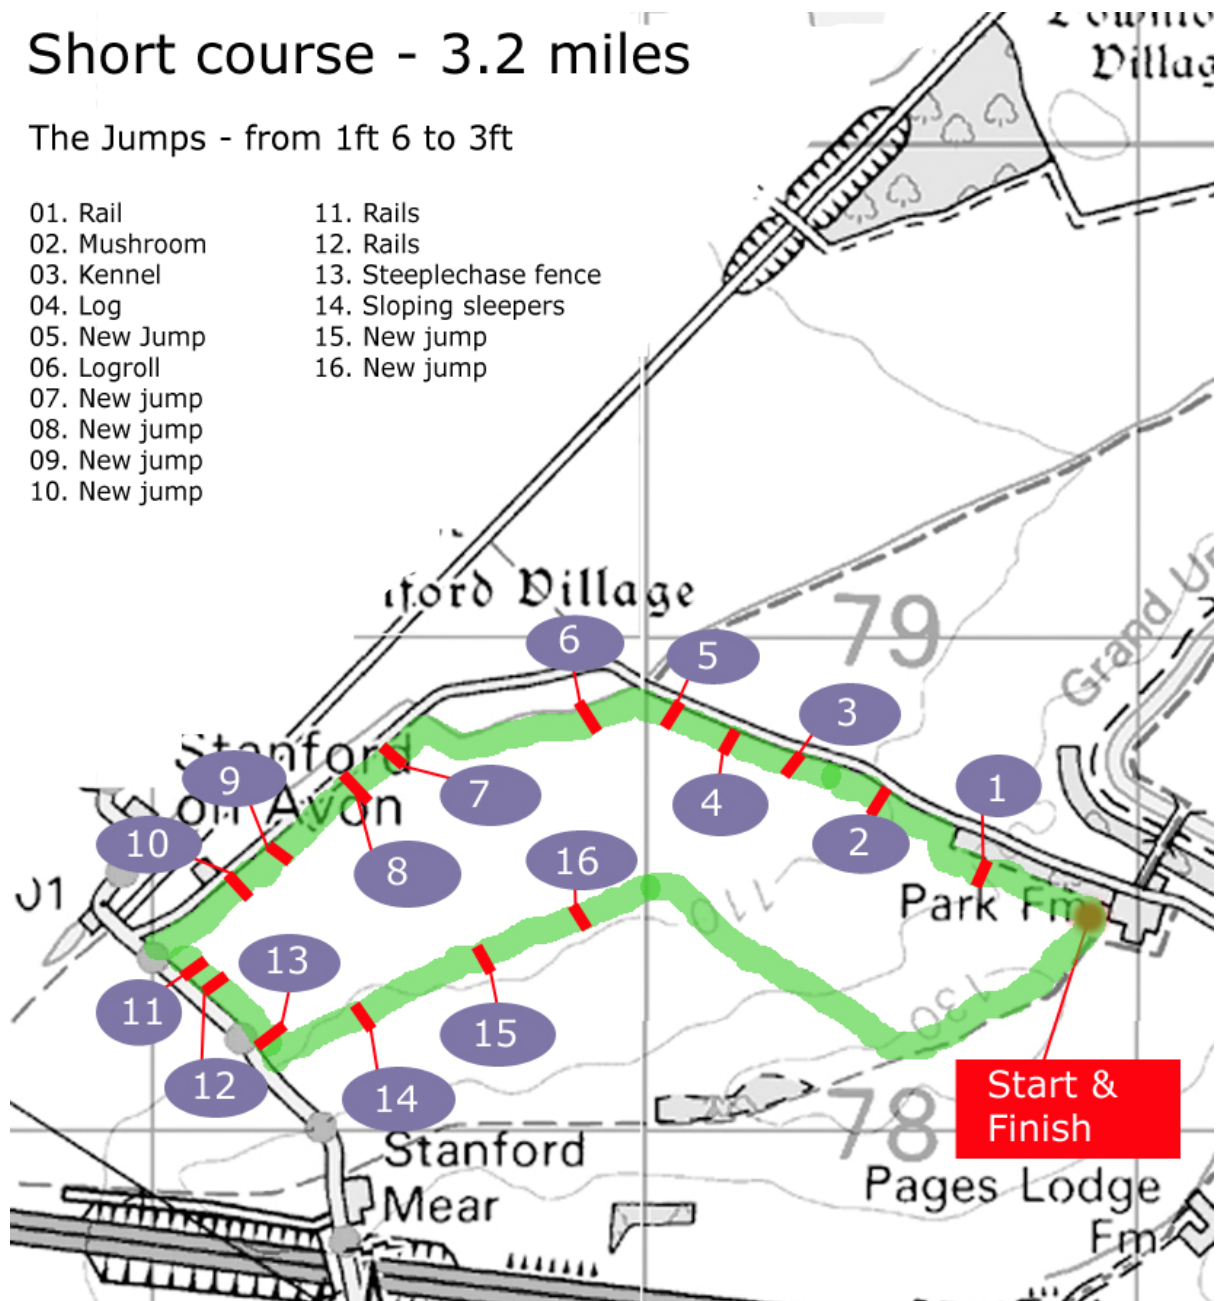 Short course - 3.2 miles
The Jumps - from 1ft 6 to 3ft
01. Rail
02. Mushroom
03. Kennel
04. Log
05. New Jump
06. Logroll
07. New jump
08. New jump
09. New jump
10. New jump
11. Rails
12. Rails
13. Steeplechase fence
14. Sloping sleepers
15. New jump
16. New jump
Village
79
Grand
6
5
3
Stanford
on Avon
9
7
4
1
10
8
16
2
Park Fm
110
13
11
15
130
12
14
Start &
Finish
78
Stanford
Mear
Pages Lodge
Fm